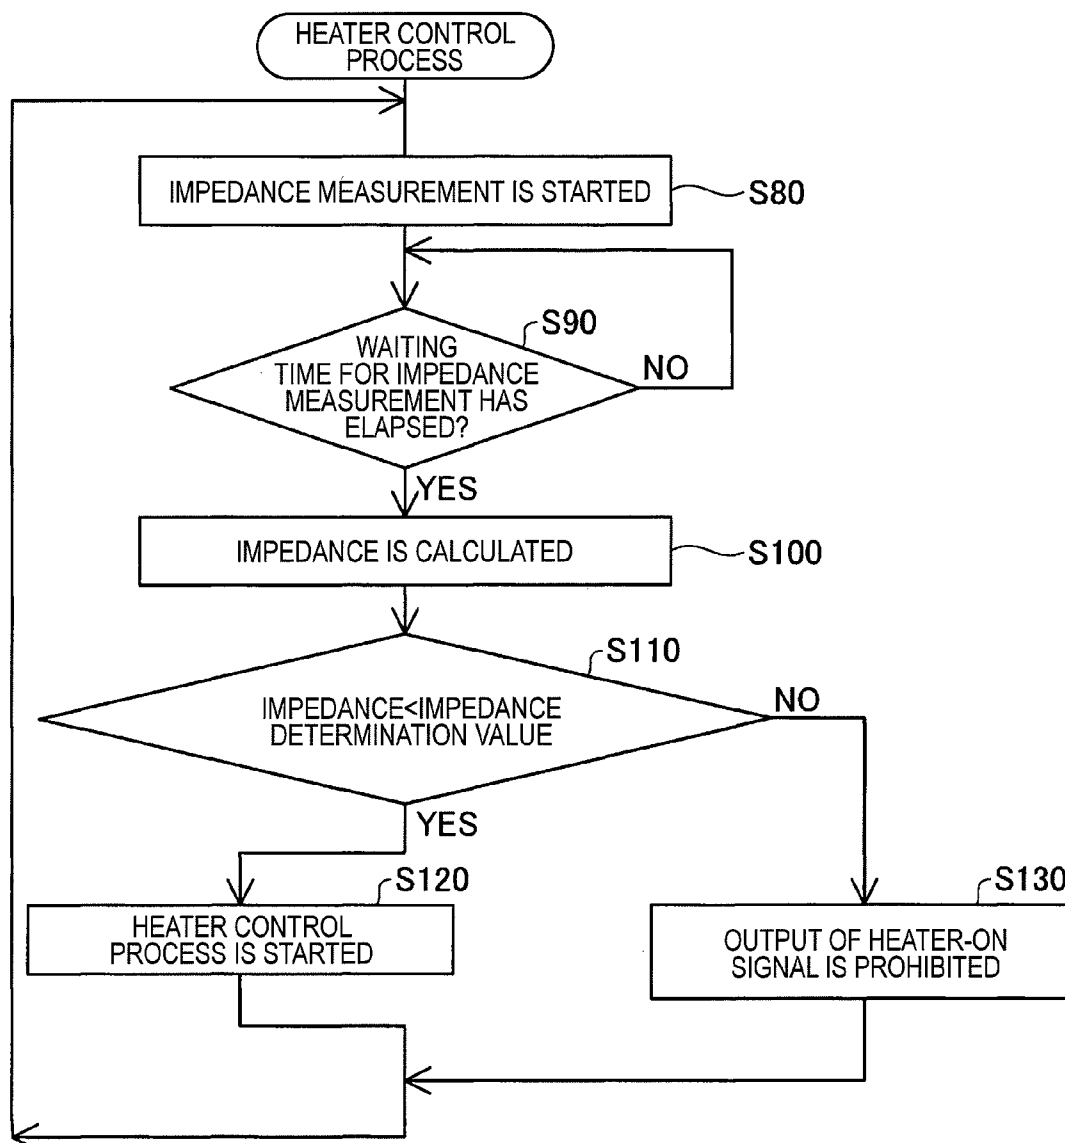 HEATER CONTROL
PROCESS
IMPEDANCE MEASUREMENT IS STARTED
S80
S90
WAITING
TIME FOR IMPEDANCE
MEASUREMENT HAS
ELAPSED?
NO
YES
IMPEDANCE IS CALCULATED
S100
S110
IMPEDANCE<IMPEDANCE
DETERMINATION VALUE
NO
YES
S120
HEATER CONTROL
PROCESS IS STARTED
S130
OUTPUT OF HEATER-ON
SIGNAL IS PROHIBITED